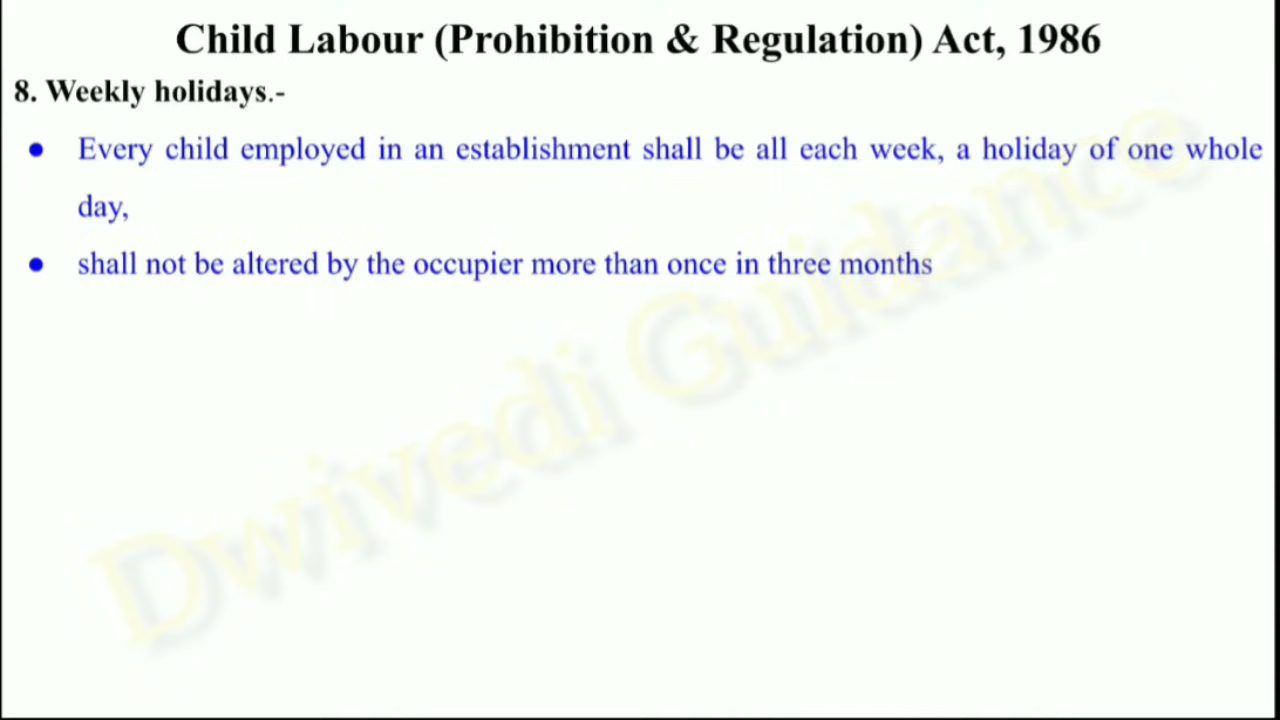 Child Labour (Prohibition & Regulation) Act, 1986
8. Weekly holidays.-
● Every child employed in an establishment shall be all each week, a holiday of one whole
day,
● shall not be altered by the occupier more than once in three months
Dwivedi Guidance